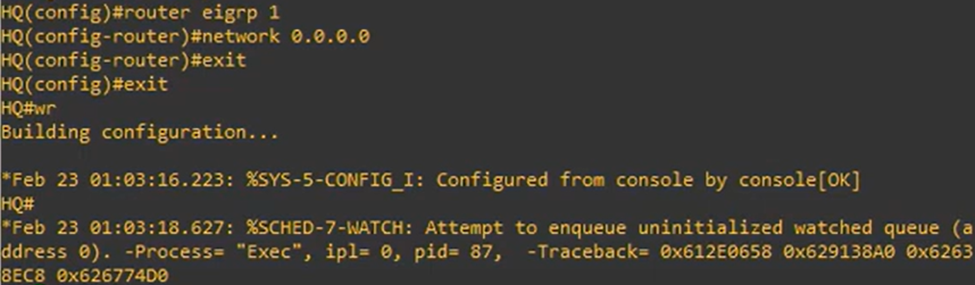 HQ(config)#router eigrp 1
HQ(config-router)#network 0.0.0.0
HQ(config-router)#exit
HQ(config)#exit
HQ#wr
Building configuration...
*Feb 23 01:03:16.223: %SYS-5-CONFIG_I: Configured from console by console[OK]
HQ#
*Feb 23 01:03:18.627: %SCHED-7-WATCH: Attempt to enqueue uninitialized watched queue (a
ddress 0). -Process= "Exec", ipl= 0, pid= 87,  -Traceback= 0x612E0658 0x629138A0 0x6263
8EC8 0x626774D0